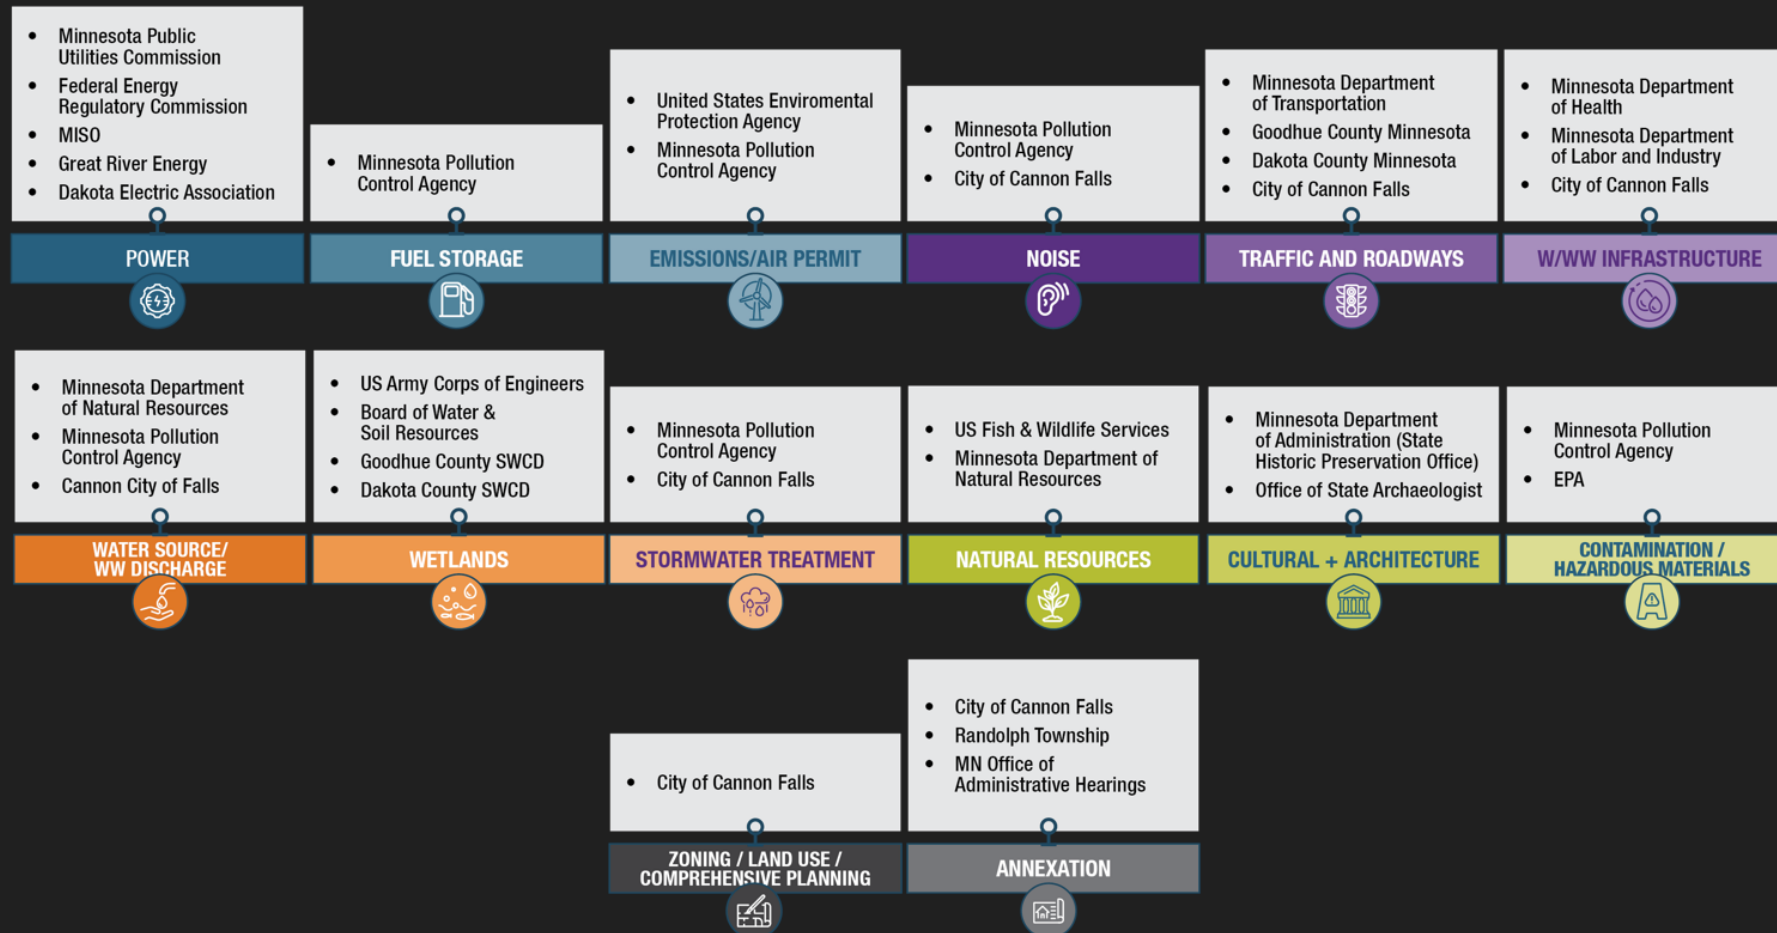 • Minnesota Public
Utilities Commission
• Federal Energy
Regulatory Commission
• MISO
• Great River Energy
• Dakota Electric Association
POWER
• Minnesota Pollution
Control Agency
FUEL STORAGE
• United States Enviromental
Protection Agency
• Minnesota Pollution
Control Agency
EMISSIONS/AIR PERMIT
• Minnesota Pollution
Control Agency
• City of Cannon Falls
NOISE
• Minnesota Department
of Transportation
• Goodhue County Minnesota
• Dakota County Minnesota
• City of Cannon Falls
TRAFFIC AND ROADWAYS
• Minnesota Department
of Health
• Minnesota Department
of Labor and Industry
• City of Cannon Falls
W/WW INFRASTRUCTURE
• Minnesota Department
of Natural Resources
• Minnesota Pollution
Control Agency
• Cannon City of Falls
WATER SOURCE/
WW DISCHARGE
• US Army Corps of Engineers
• Board of Water &
Soil Resources
• Goodhue County SWCD
• Dakota County SWCD
WETLANDS
• Minnesota Pollution
Control Agency
• City of Cannon Falls
STORMWATER TREATMENT
• US Fish & Wildlife Services
• Minnesota Department of
Natural Resources
NATURAL RESOURCES
• Minnesota Department
of Administration (State
Historic Preservation Office)
• Office of State Archaeologist
CULTURAL + ARCHITECTURE
• Minnesota Pollution
Control Agency
• EPA
CONTAMINATION /
HAZARDOUS MATERIALS
• City of Cannon Falls
ZONING / LAND USE /
COMPREHENSIVE PLANNING
• City of Cannon Falls
• Randolph Township
• MN Office of
Administrative Hearings
ANNEXATION